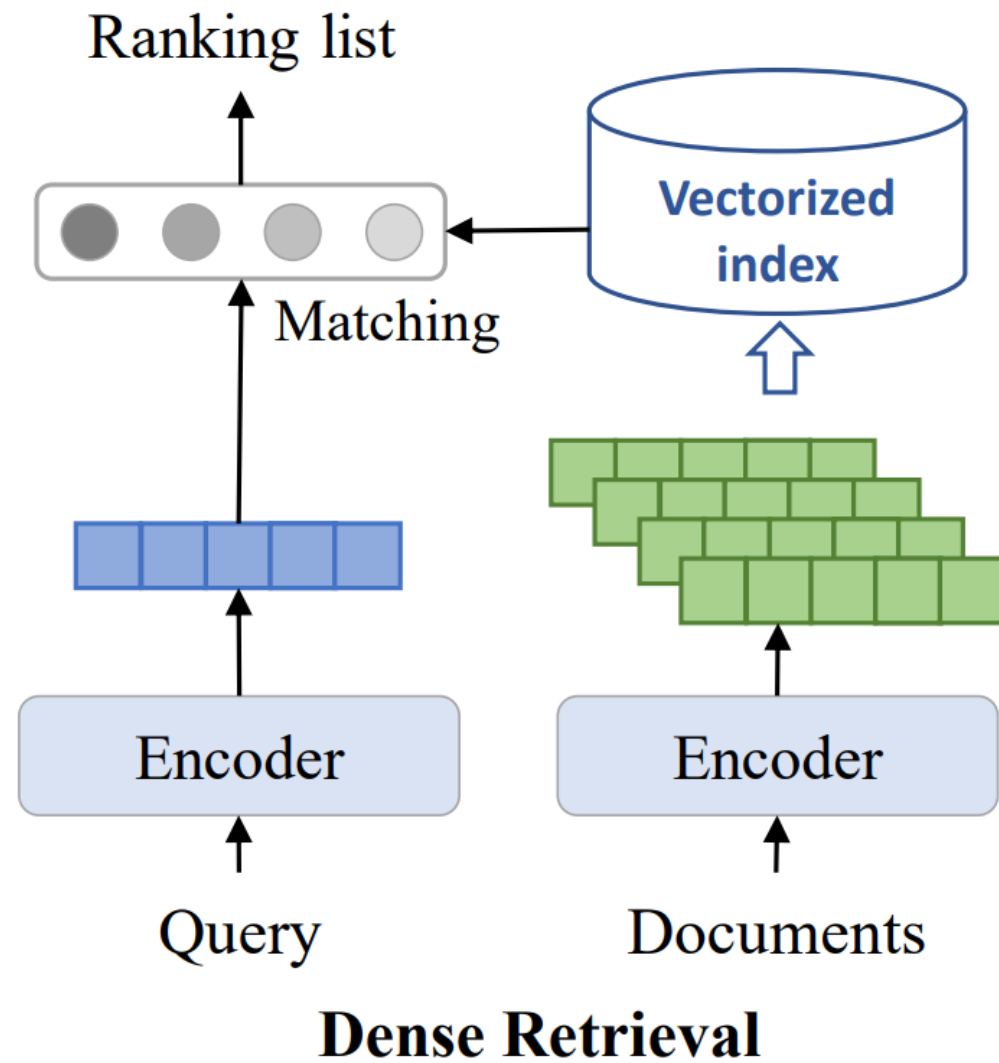 Ranking list
Vectorized
index
Matching
Encoder
Encoder
Query
Documents
Dense Retrieval